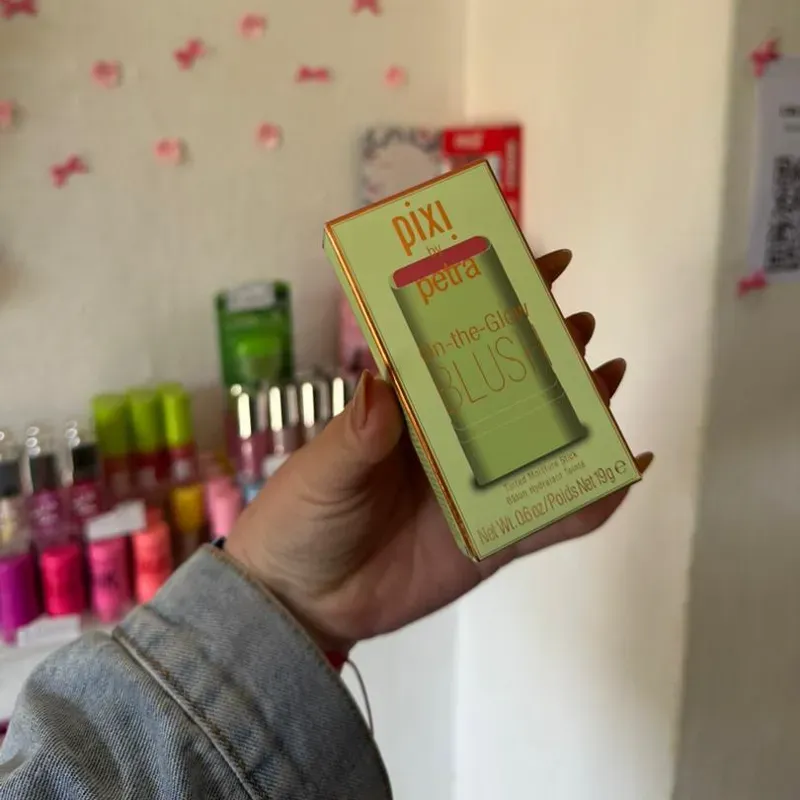 pixi
by
petra
On-the-Glow
BLUSH
Tinted Moisture Stick
Bâton Hydratant Teinté
Net Wt. 0.6 oz/Poids Net 19g e